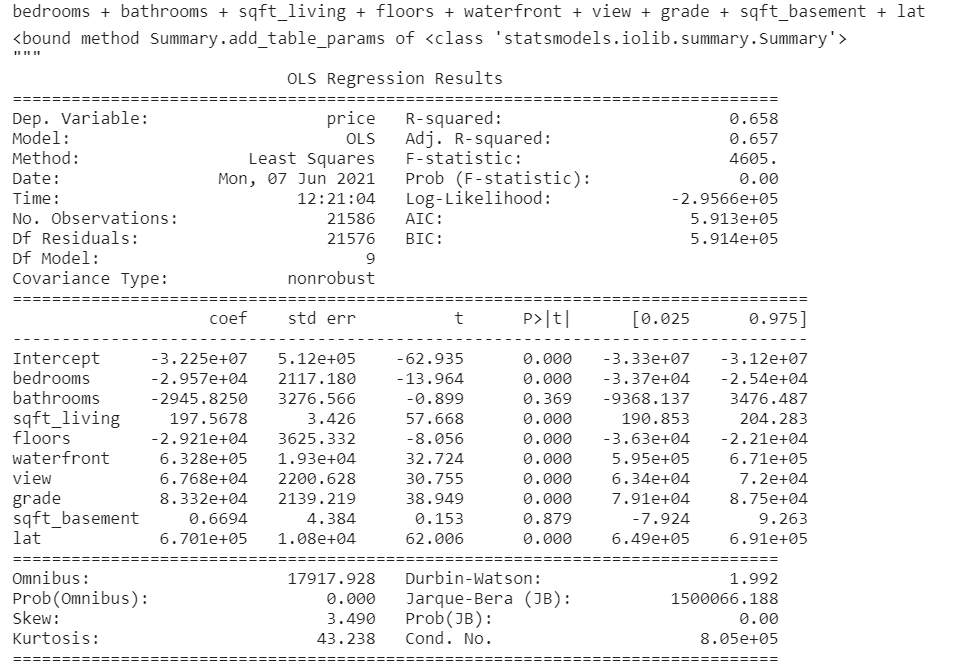 bedrooms + bathrooms + sqft_living + floors + waterfront + view + grade + sqft_basement + lat
<bound method Summary.add_table_params of <class 'statsmodels.iolib.summary.Summary'>
"""
OLS Regression Results
==============================================================================
Dep. Variable: price R-squared: 0.658
Model: OLS Adj. R-squared: 0.657
Method: Least Squares F-statistic: 4605.
Date: Mon, 07 Jun 2021 Prob (F-statistic): 0.00
Time: 12:21:04 Log-Likelihood: -2.9566e+05
No. Observations: 21586 AIC: 5.913e+05
Df Residuals: 21576 BIC: 5.914e+05
Df Model: 9
Covariance Type: nonrobust
=================================================================================
coef std err t P>|t| [0.025 0.975]
---------------------------------------------------------------------------------
Intercept -3.225e+07 5.12e+05 -62.935 0.000 -3.33e+07 -3.12e+07
bedrooms -2.957e+04 2117.180 -13.964 0.000 -3.37e+04 -2.54e+04
bathrooms -2945.8250 3276.566 -0.899 0.369 -9368.137 3476.487
sqft_living 197.5678 3.426 57.668 0.000 190.853 204.283
floors -2.921e+04 3625.332 -8.056 0.000 -3.63e+04 -2.21e+04
waterfront 6.328e+05 1.93e+04 32.724 0.000 5.95e+05 6.71e+05
view 6.768e+04 2200.628 30.755 0.000 6.34e+04 7.2e+04
grade 8.332e+04 2139.219 38.949 0.000 7.91e+04 8.75e+04
sqft_basement 0.6694 4.384 0.153 0.879 -7.924 9.263
lat 6.701e+05 1.08e+04 62.006 0.000 6.49e+05 6.91e+05
==============================================================================
Omnibus: 17917.928 Durbin-Watson: 1.992
Prob(Omnibus): 0.000 Jarque-Bera (JB): 1500066.188
Skew: 3.490 Prob(JB): 0.00
Kurtosis: 43.238 Cond. No. 8.05e+05
==============================================================================